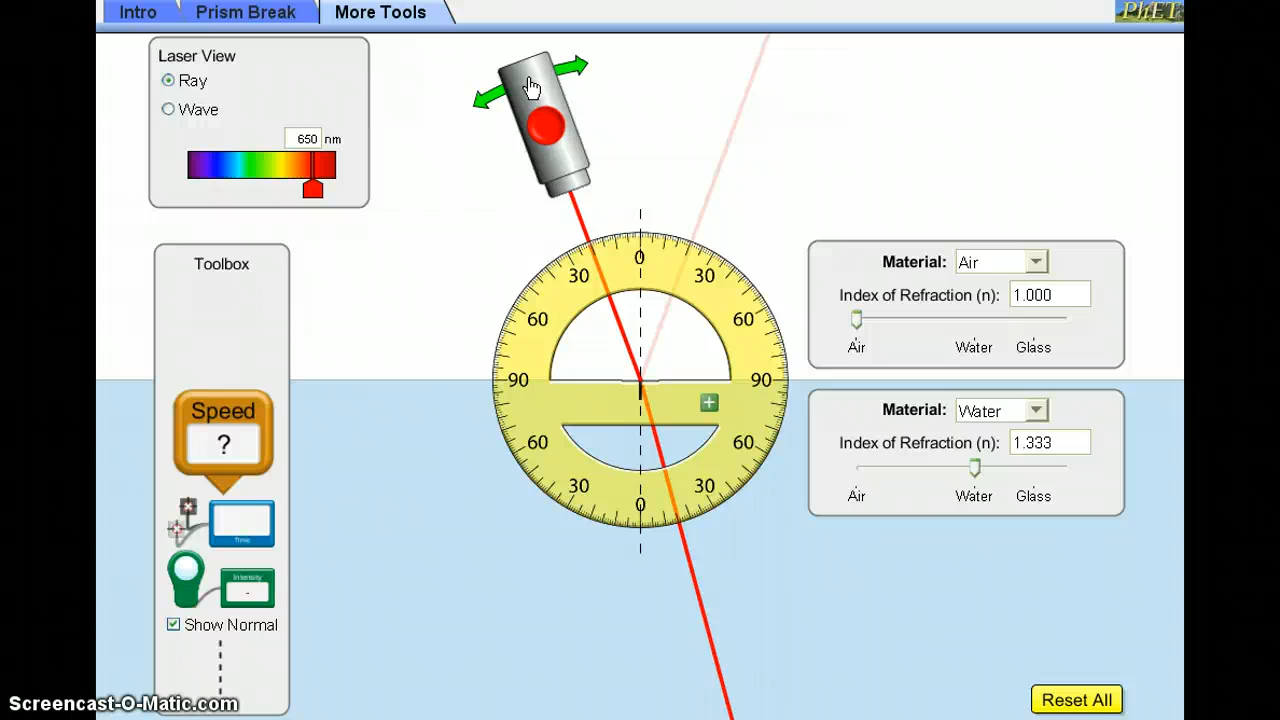 Intro
Prism Break
More Tools
PhET
Laser View
Ray
Wave
650 nm
Toolbox
Speed
?
Time
Intensity
-
Show Normal
0
30
30
60
60
90
90
60
60
30
30
0
Material: Air
Index of Refraction (n): 1.000
Air Water Glass
Material: Water
Index of Refraction (n): 1.333
Air Water Glass
Reset All
Screencast-O-Matic.com